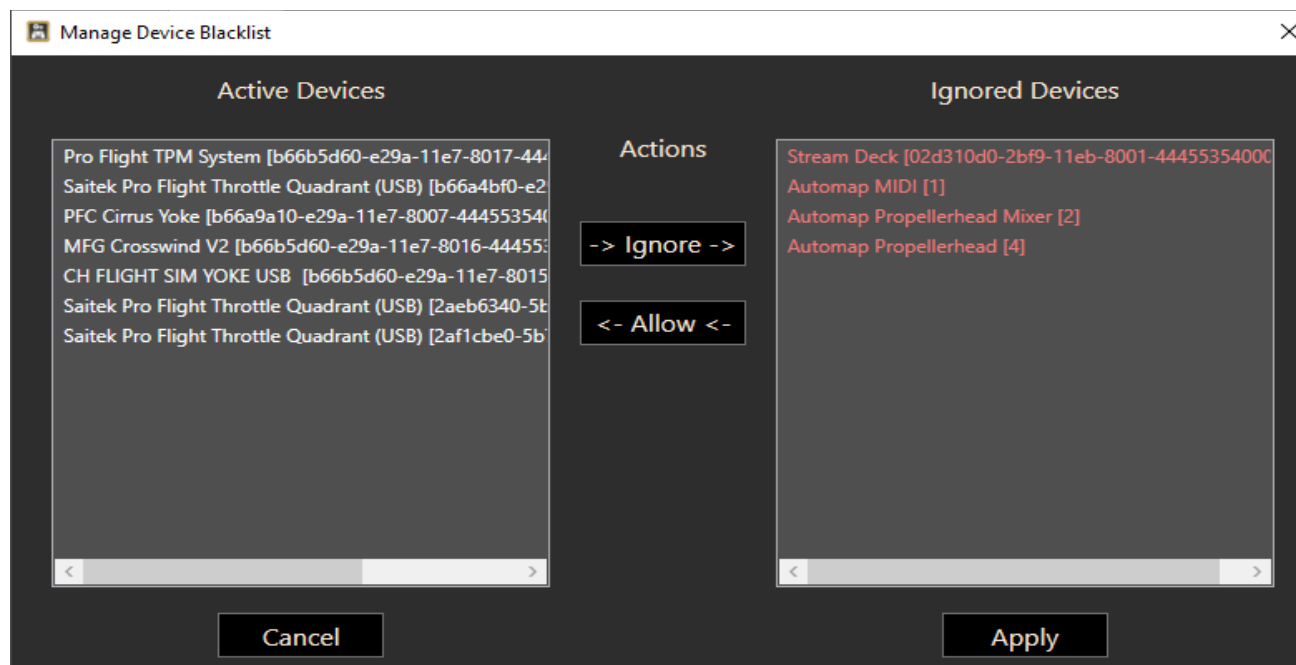 Manage Device Blacklist
Active Devices
Pro Flight TPM System [b66b5d60-e29a-11e7-8017-444
Saitek Pro Flight Throttle Quadrant (USB) [b66a4bf0-e2
PFC Cirrus Yoke [b66a9a10-e29a-11e7-8007-444553540
MFG Crosswind V2 [b66b5d60-e29a-11e7-8016-444553
CH FLIGHT SIM YOKE USB  [b66b5d60-e29a-11e7-8015
Saitek Pro Flight Throttle Quadrant (USB) [2aeb6340-5b
Saitek Pro Flight Throttle Quadrant (USB) [2af1cbe0-5b7
Actions
-> Ignore ->
<- Allow <-
Ignored Devices
Stream Deck [02d310d0-2bf9-11eb-8001-44455354000
Automap MIDI [1]
Automap Propellerhead Mixer [2]
Automap Propellerhead [4]
Cancel
Apply